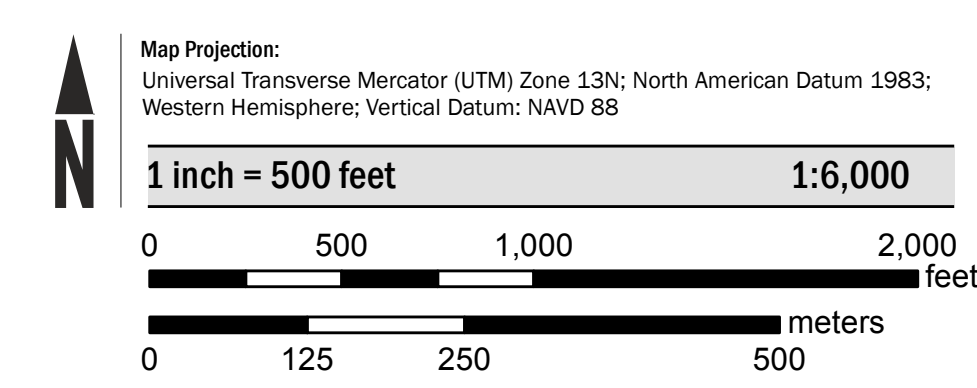 N
Map Projection:
Universal Transverse Mercator (UTM) Zone 13N; North American Datum 1983;
Western Hemisphere; Vertical Datum: NAVD 88
1 inch = 500 feet 1:6,000
0 500 1,000 2,000
feet
meters
0 125 250 500